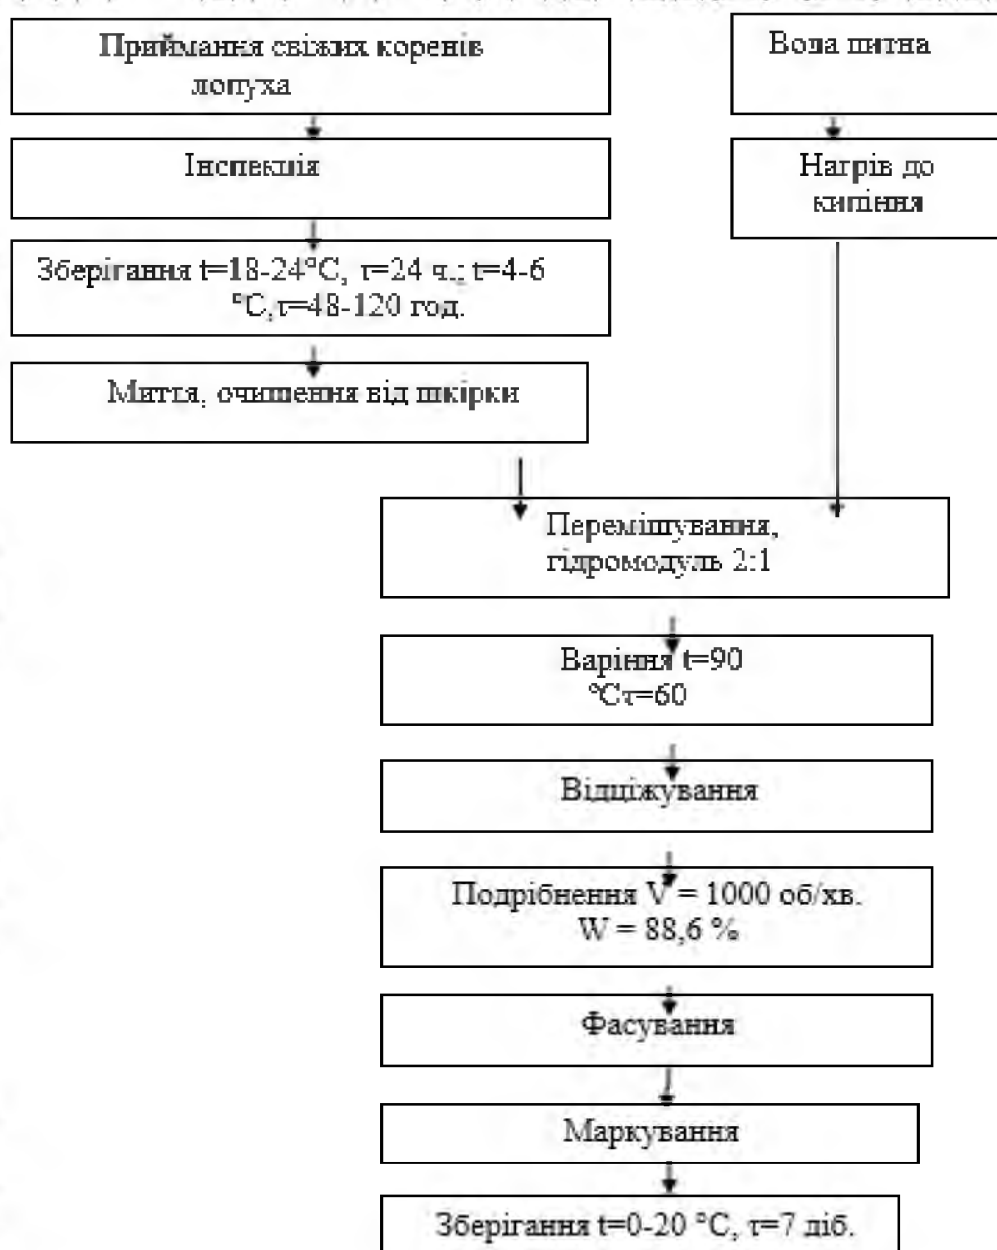 Приймання свіжих коренів
лопуха
Вода питна
Інспекція
Нагрів до
кипіння
Зберігання t=18-24°C, τ=24 ч.; t=4-6
°C,τ=48-120 год.
Миття, очищення від шкірки
Перемішування,
гідромодуль 2:1
Варіння t=90
°Cτ=60
Відціжування
Подрібнення V = 1000 об/хв.
W = 88,6 %
Фасування
Маркування
Зберігання t=0-20 °C, τ=7 діб.